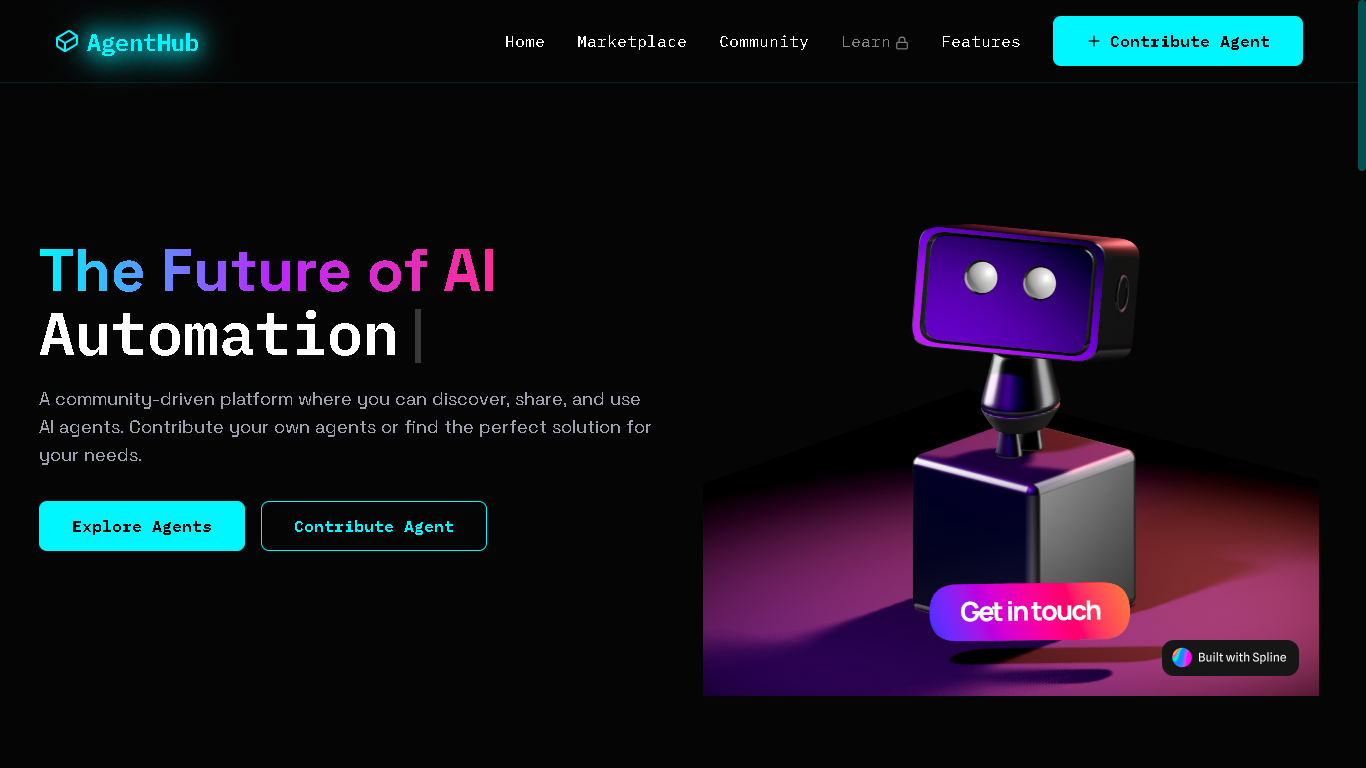 AgentHub
Home
Marketplace
Community
Learn
Features
+ Contribute Agent
The Future of AI
Automation
A community-driven platform where you can discover, share, and use
AI agents. Contribute your own agents or find the perfect solution for
your needs.
Explore Agents
Contribute Agent
Get in touch
Built with Spline